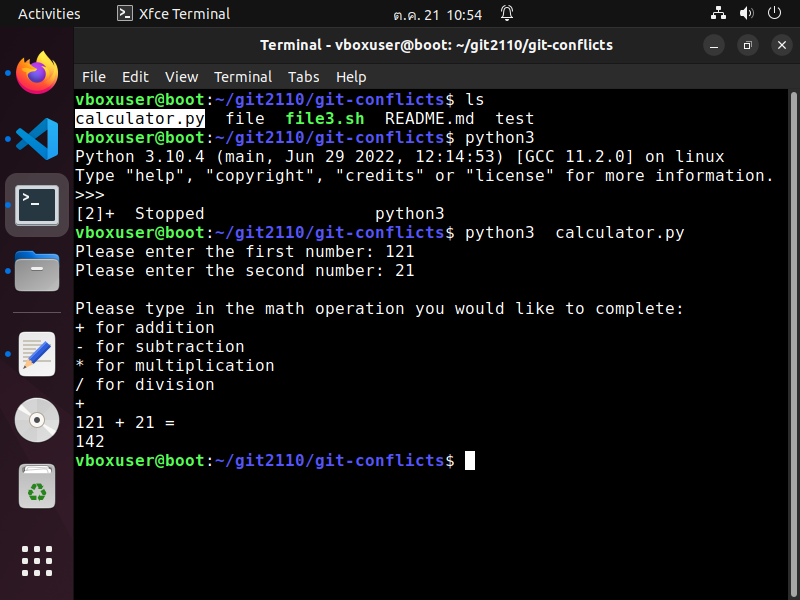 Activities
Xfce Terminal
ต.ค. 21 10:54
Terminal - vboxuser@boot: ~/git2110/git-conflicts
File Edit View Terminal Tabs Help
vboxuser@boot:~/git2110/git-conflicts$ ls
calculator.py  file  file3.sh  README.md  test
vboxuser@boot:~/git2110/git-conflicts$ python3
Python 3.10.4 (main, Jun 29 2022, 12:14:53) [GCC 11.2.0] on linux
Type "help", "copyright", "credits" or "license" for more information.
>>>
[2]+  Stopped                 python3
vboxuser@boot:~/git2110/git-conflicts$ python3  calculator.py
Please enter the first number: 121
Please enter the second number: 21
Please type in the math operation you would like to complete:
+ for addition
- for subtraction
* for multiplication
/ for division
+
121 + 21 =
142
vboxuser@boot:~/git2110/git-conflicts$